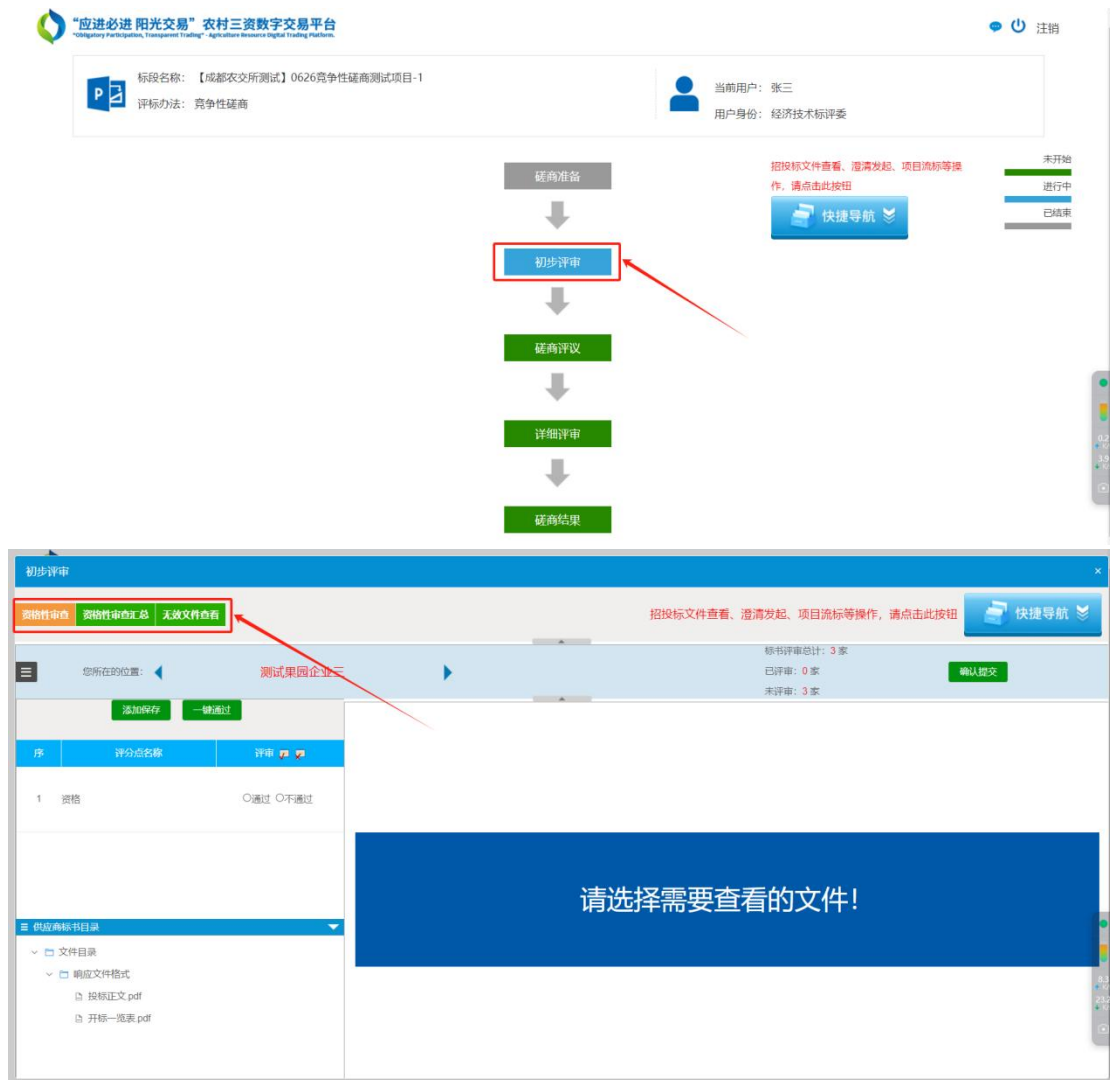 “应进必进 阳光交易”农村三资数字交易平台
"Obligatory Participation, Transparent Trading" - Agriculture Resource Digital Trading Platform.
注销
标段名称：【成都农交所测试】0626竞争性磋商测试项目-1
评标办法：竞争性磋商
当前用户：张三
用户身份：经济技术标评委
磋商准备
初步评审
磋商评议
详细评审
磋商结果
招投标文件查看、澄清发起、项目流标等操
作，请点击此按钮
快捷导航
未开始
进行中
已结束
初步评审
×
资格性审查 资格性审查汇总 无效文件查看
招投标文件查看、澄清发起、项目流标等操作，请点击此按钮
快捷导航
您所在的位置：
测试果园企业三
标书评审总计：3 家
已评审：0 家
未评审：3 家
确认提交
添加保存 一键通过
序 评分点名称 评审
1 资格 通过 不通过
供应商标书目录
文件目录
响应文件格式
投标正文.pdf
开标一览表.pdf
请选择需要查看的文件！